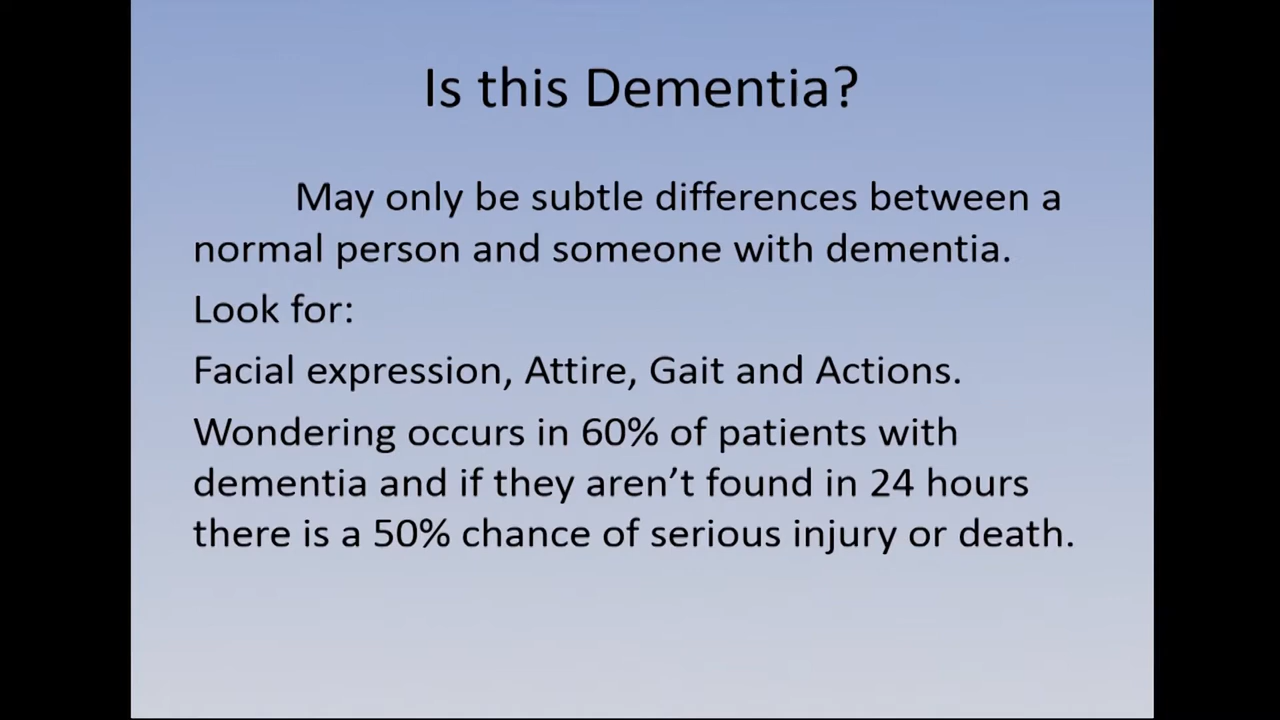 Is this Dementia?
May only be subtle differences between a
normal person and someone with dementia.
Look for:
Facial expression, Attire, Gait and Actions.
Wondering occurs in 60% of patients with
dementia and if they aren’t found in 24 hours
there is a 50% chance of serious injury or death.